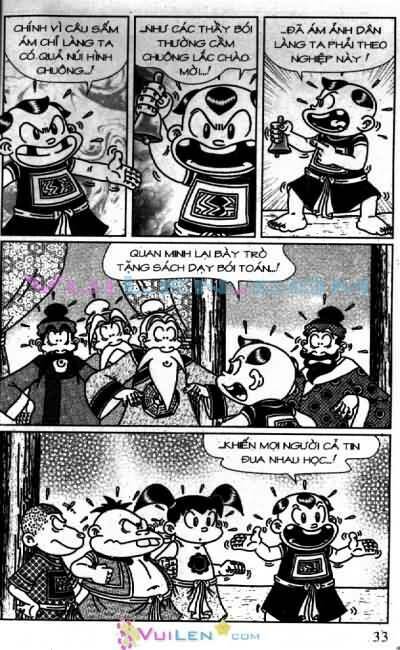 CHÍNH VÌ CÂU SẤM
ÁM CHỈ LÀNG TA
CÓ QUẢ NÚI HÌNH
CHUÔNG...!
...NHƯ CÁC THẦY BÓI
THƯỜNG CẦM
CHUÔNG LẮC CHÀO
MỜI...!
...ĐÃ ÁM ẢNH DÂN
LÀNG TA PHẢI THEO
NGHIỆP NÀY !
QUAN MINH LẠI BÀY TRÒ
TẶNG SÁCH DẠY BÓI TOÁN...!
...KHIẾN MỌI NGƯỜI CẢ TIN
ĐUA NHAU HỌC...!
33
VUILEN.com